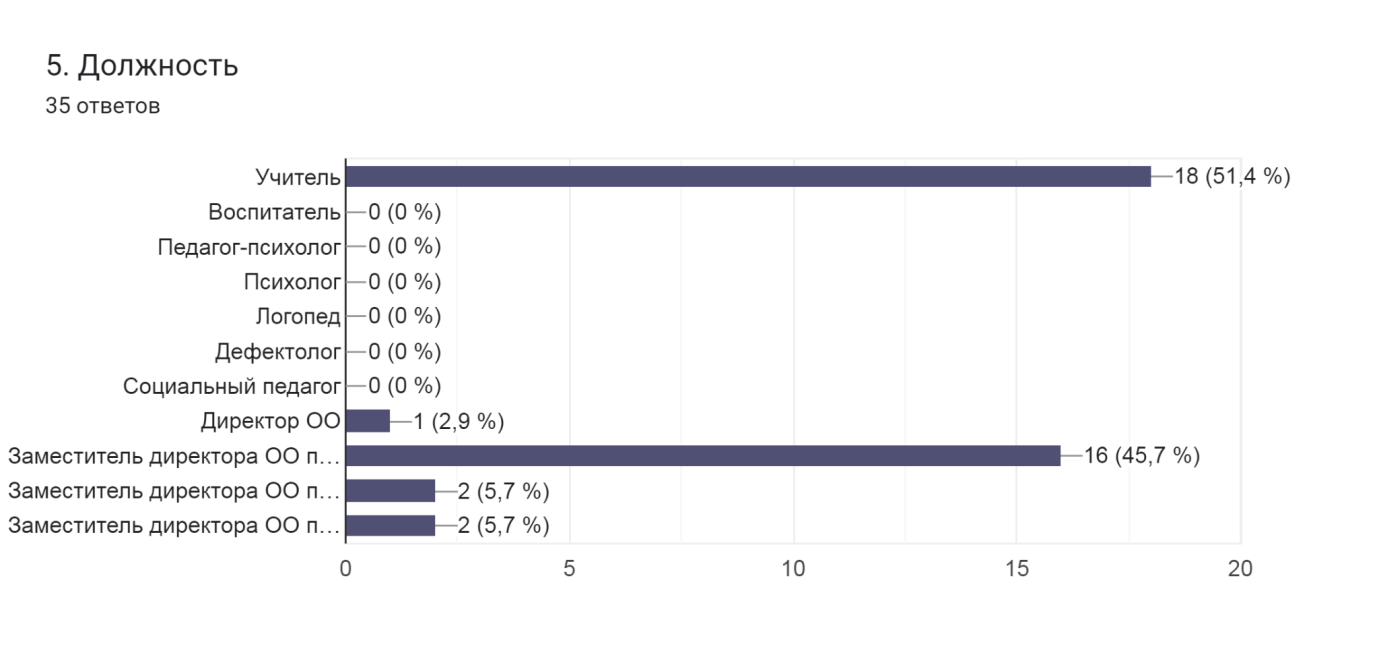 5. Должность
35 ответов
Учитель 18 (51,4 %)
Воспитатель 0 (0 %)
Педагог-психолог 0 (0 %)
Психолог 0 (0 %)
Логопед 0 (0 %)
Дефектолог 0 (0 %)
Социальный педагог 0 (0 %)
Директор ОО 1 (2,9 %)
Заместитель директора ОО п… 16 (45,7 %)
Заместитель директора ОО п… 2 (5,7 %)
Заместитель директора ОО п… 2 (5,7 %)
0 5 10 15 20